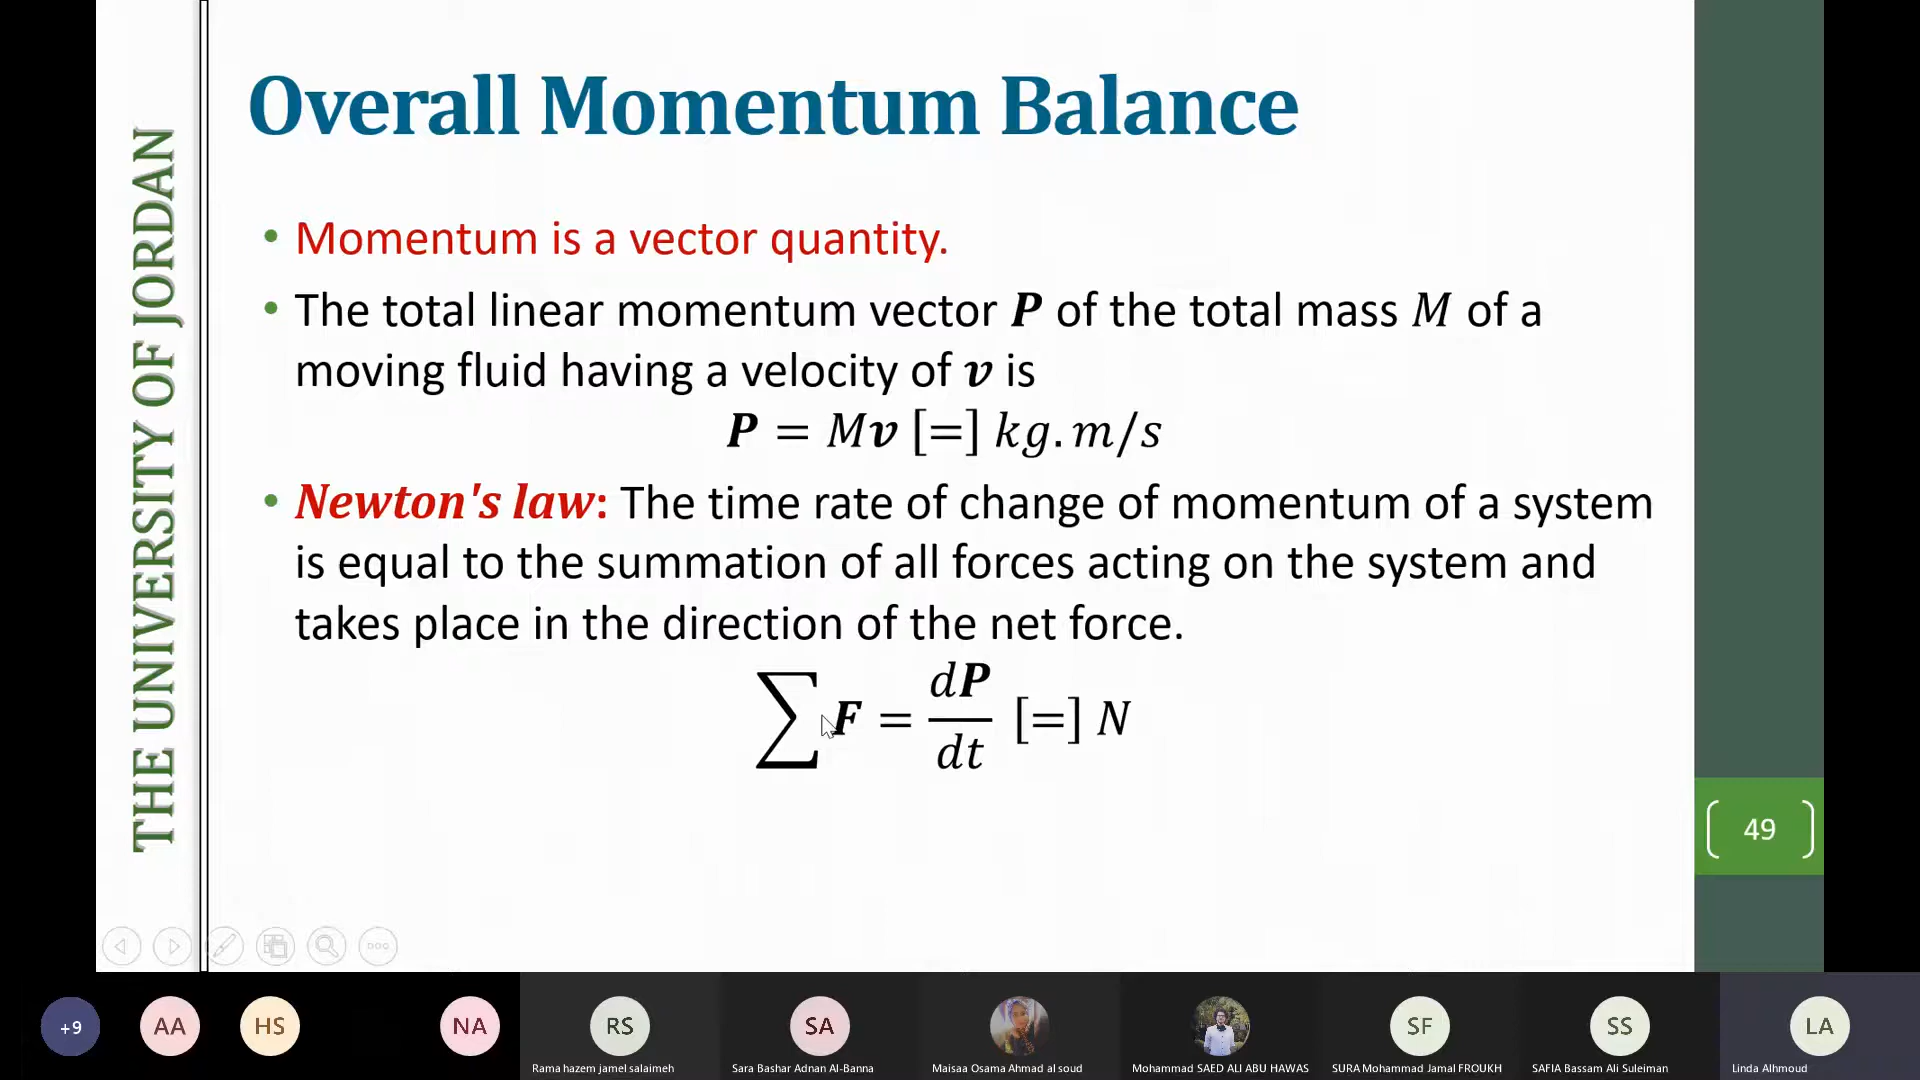 THE UNIVERSITY OF JORDAN
Overall Momentum Balance
• Momentum is a vector quantity.
• The total linear momentum vector P of the total mass M of a
moving fluid having a velocity of v is
P = Mv [=] kg.m/s
• Newton's law: The time rate of change of momentum of a system
is equal to the summation of all forces acting on the system and
takes place in the direction of the net force.
∑F = dP/dt [=] N
49
+9
AA
HS
NA
RS
SA
SF
SS
LA
Rama hazem jamel salaimeh
Sara Bashar Adnan Al-Banna
Maisaa Osama Ahmad al soud
Mohammad SAED ALI ABU HAWAS
SURA Mohammad Jamal FROUKH
SAFIA Bassam Ali Suleiman
Linda Alhmoud